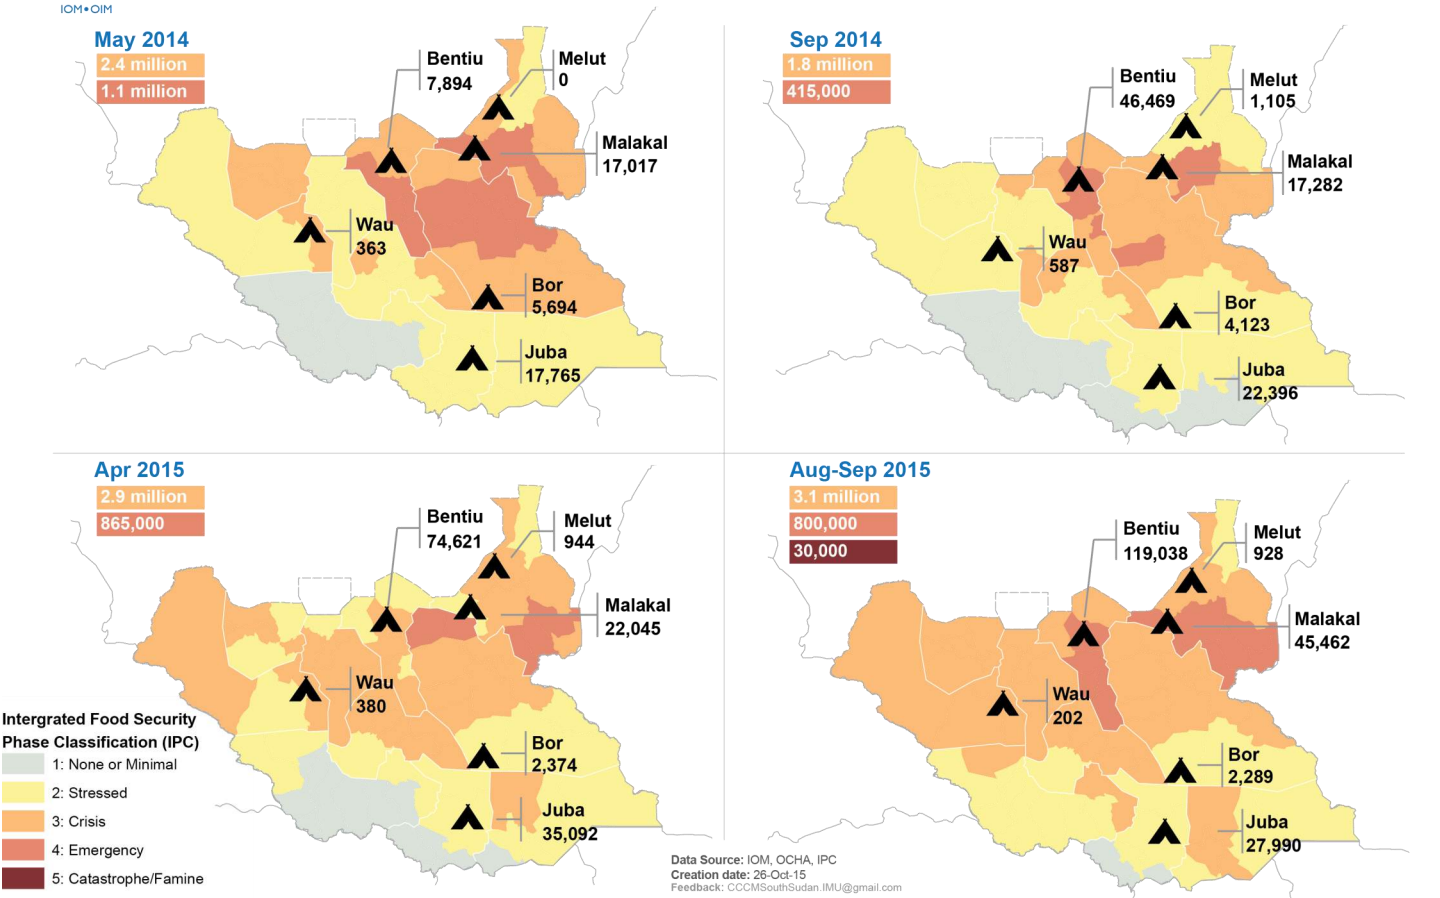 IOM•OIM
May 2014
2.4 million
1.1 million
Bentiu
7,894
Melut
0
Malakal
17,017
Wau
363
Bor
5,694
Juba
17,765
Sep 2014
1.8 million
415,000
Bentiu
46,469
Melut
1,105
Malakal
17,282
Wau
587
Bor
4,123
Juba
22,396
Apr 2015
2.9 million
865,000
Bentiu
74,621
Melut
944
Malakal
22,045
Wau
380
Bor
2,374
Juba
35,092
Aug-Sep 2015
3.1 million
800,000
30,000
Bentiu
119,038
Melut
928
Malakal
45,462
Wau
202
Bor
2,289
Juba
27,990
Intergrated Food Security
Phase Classification (IPC)
1: None or Minimal
2: Stressed
3: Crisis
4: Emergency
5: Catastrophe/Famine
Data Source: IOM, OCHA, IPC
Creation date: 26-Oct-15
Feedback: CCCMSouthSudan.IMU@gmail.com